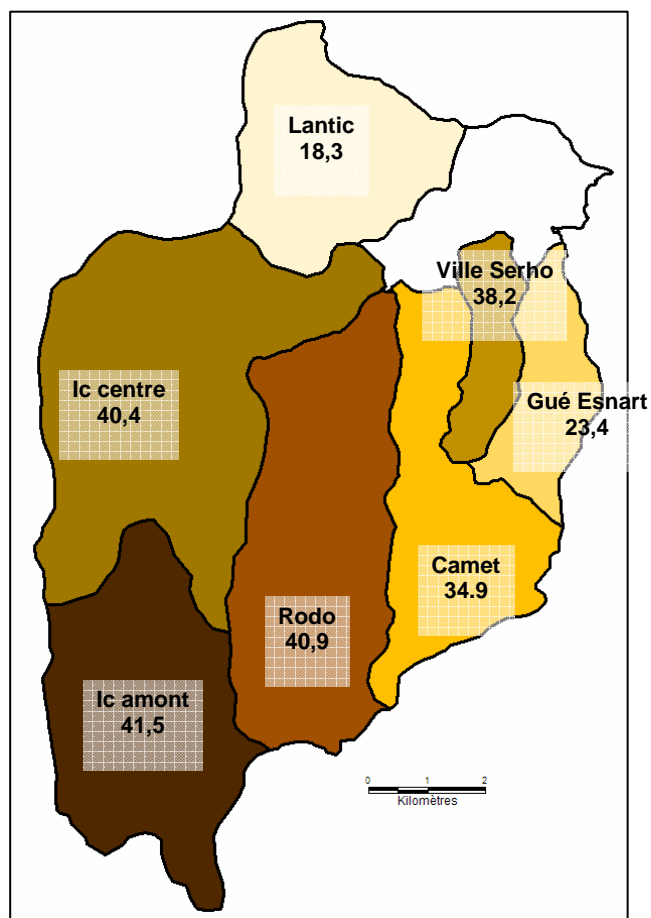 Lantic
18,3
Ville Serho
38,2
Ic centre
40,4
Gué Esnart
23,4
Camet
34.9
Rodo
40,9
Ic amont
41,5
0 1 2
Kilomètres